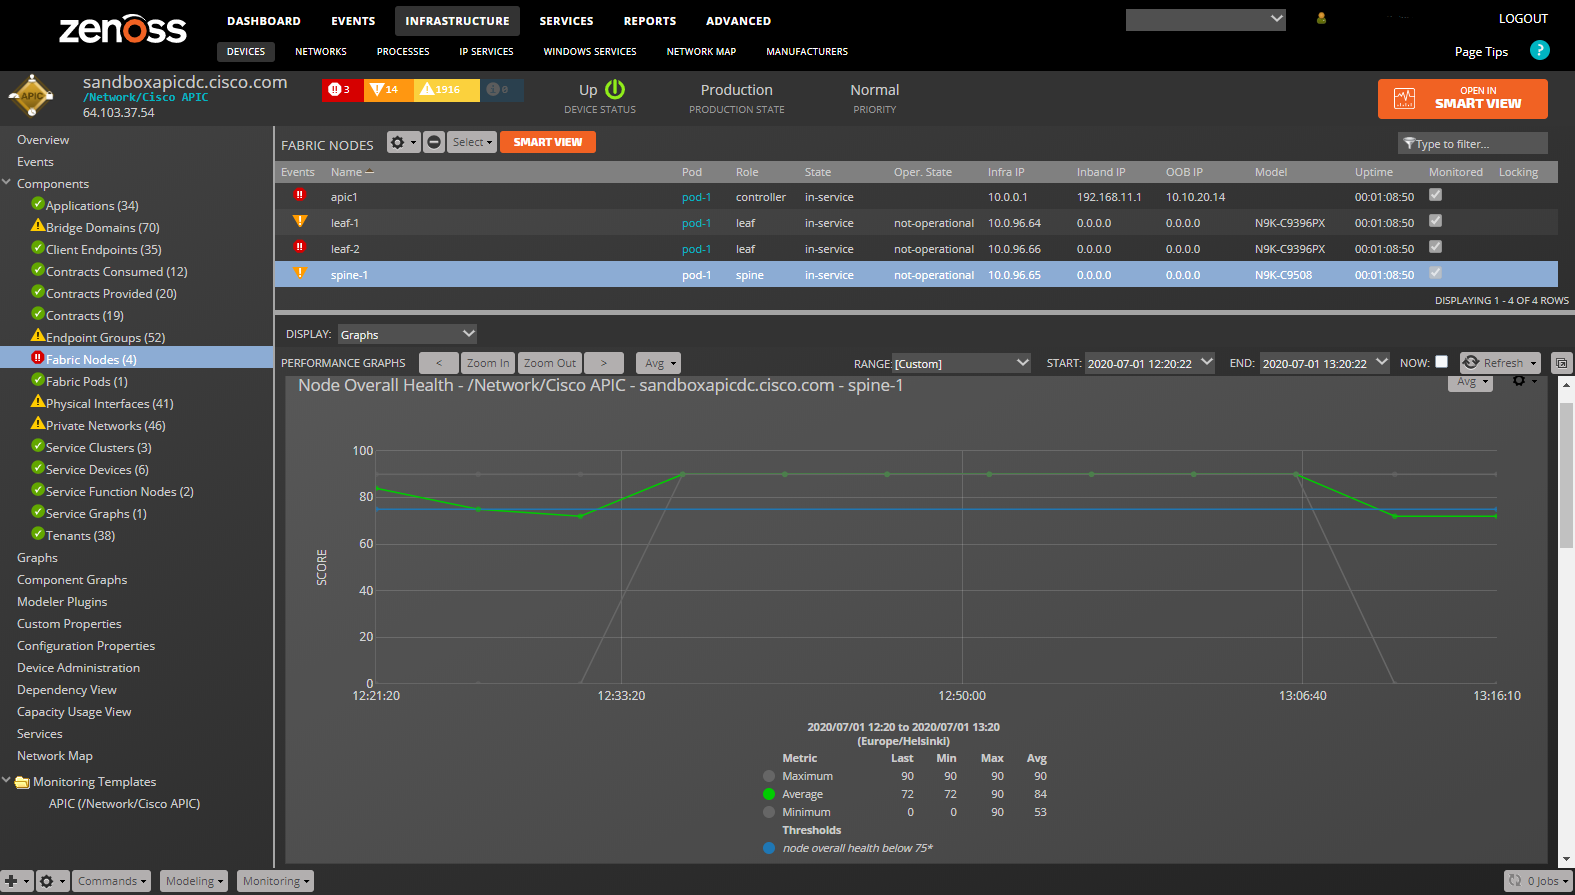 zenoss
DASHBOARD EVENTS INFRASTRUCTURE SERVICES REPORTS ADVANCED
LOGOUT
DEVICES NETWORKS PROCESSES IP SERVICES WINDOWS SERVICES NETWORK MAP MANUFACTURERS
Page Tips ?
APIC
sandboxapicdc.cisco.com
/Network/Cisco APIC
64.103.37.54
3 14 1916 0
Up
DEVICE STATUS
Production
PRODUCTION STATE
Normal
PRIORITY
OPEN IN
SMART VIEW
Overview
Events
Components
Applications (34)
Bridge Domains (70)
Client Endpoints (35)
Contracts Consumed (12)
Contracts Provided (20)
Contracts (19)
Endpoint Groups (52)
Fabric Nodes (4)
Fabric Pods (1)
Physical Interfaces (41)
Private Networks (46)
Service Clusters (3)
Service Devices (6)
Service Function Nodes (2)
Service Graphs (1)
Tenants (38)
Graphs
Component Graphs
Modeler Plugins
Custom Properties
Configuration Properties
Device Administration
Dependency View
Capacity Usage View
Services
Network Map
Monitoring Templates
APIC (/Network/Cisco APIC)
FABRIC NODES Select SMART VIEW Type to filter...
Events Name Pod Role State Oper. State Infra IP Inband IP OOB IP Model Uptime Monitored Locking
apic1 pod-1 controller in-service 10.0.0.1 192.168.11.1 10.10.20.14 00:01:08:50
leaf-1 pod-1 leaf in-service not-operational 10.0.96.64 0.0.0.0 0.0.0.0 N9K-C9396PX 00:01:08:50
leaf-2 pod-1 leaf in-service not-operational 10.0.96.66 0.0.0.0 0.0.0.0 N9K-C9396PX 00:01:08:50
spine-1 pod-1 spine in-service not-operational 10.0.96.65 0.0.0.0 0.0.0.0 N9K-C9508 00:01:08:50
DISPLAYING 1 - 4 OF 4 ROWS
DISPLAY: Graphs
PERFORMANCE GRAPHS < Zoom In Zoom Out > Avg RANGE: [Custom] START: 2020-07-01 12:20:22 END: 2020-07-01 13:20:22 NOW: Refresh
Node Overall Health - /Network/Cisco APIC - sandboxapicdc.cisco.com - spine-1
Avg
100
80
60
40
20
0
SCORE
12:21:20 12:33:20 12:50:00 13:06:40 13:16:10
2020/07/01 12:20 to 2020/07/01 13:20
(Europe/Helsinki)
Metric Last Min Max Avg
Maximum 90 90 90 90
Average 72 72 90 84
Minimum 0 0 90 53
Thresholds
node overall health below 75*
Commands Modeling Monitoring 0 Jobs